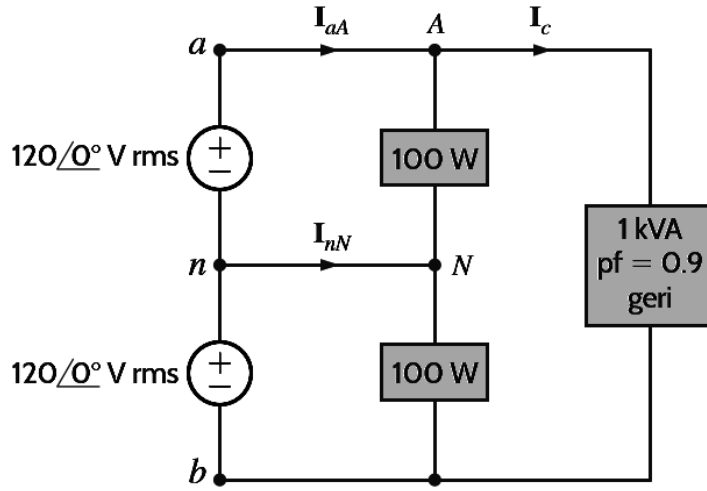 I_aA
A
I_c
a
120/0° V rms
+
−
100 W
I_nN
n
N
1 kVA
pf = 0.9
geri
120/0° V rms
+
−
100 W
b